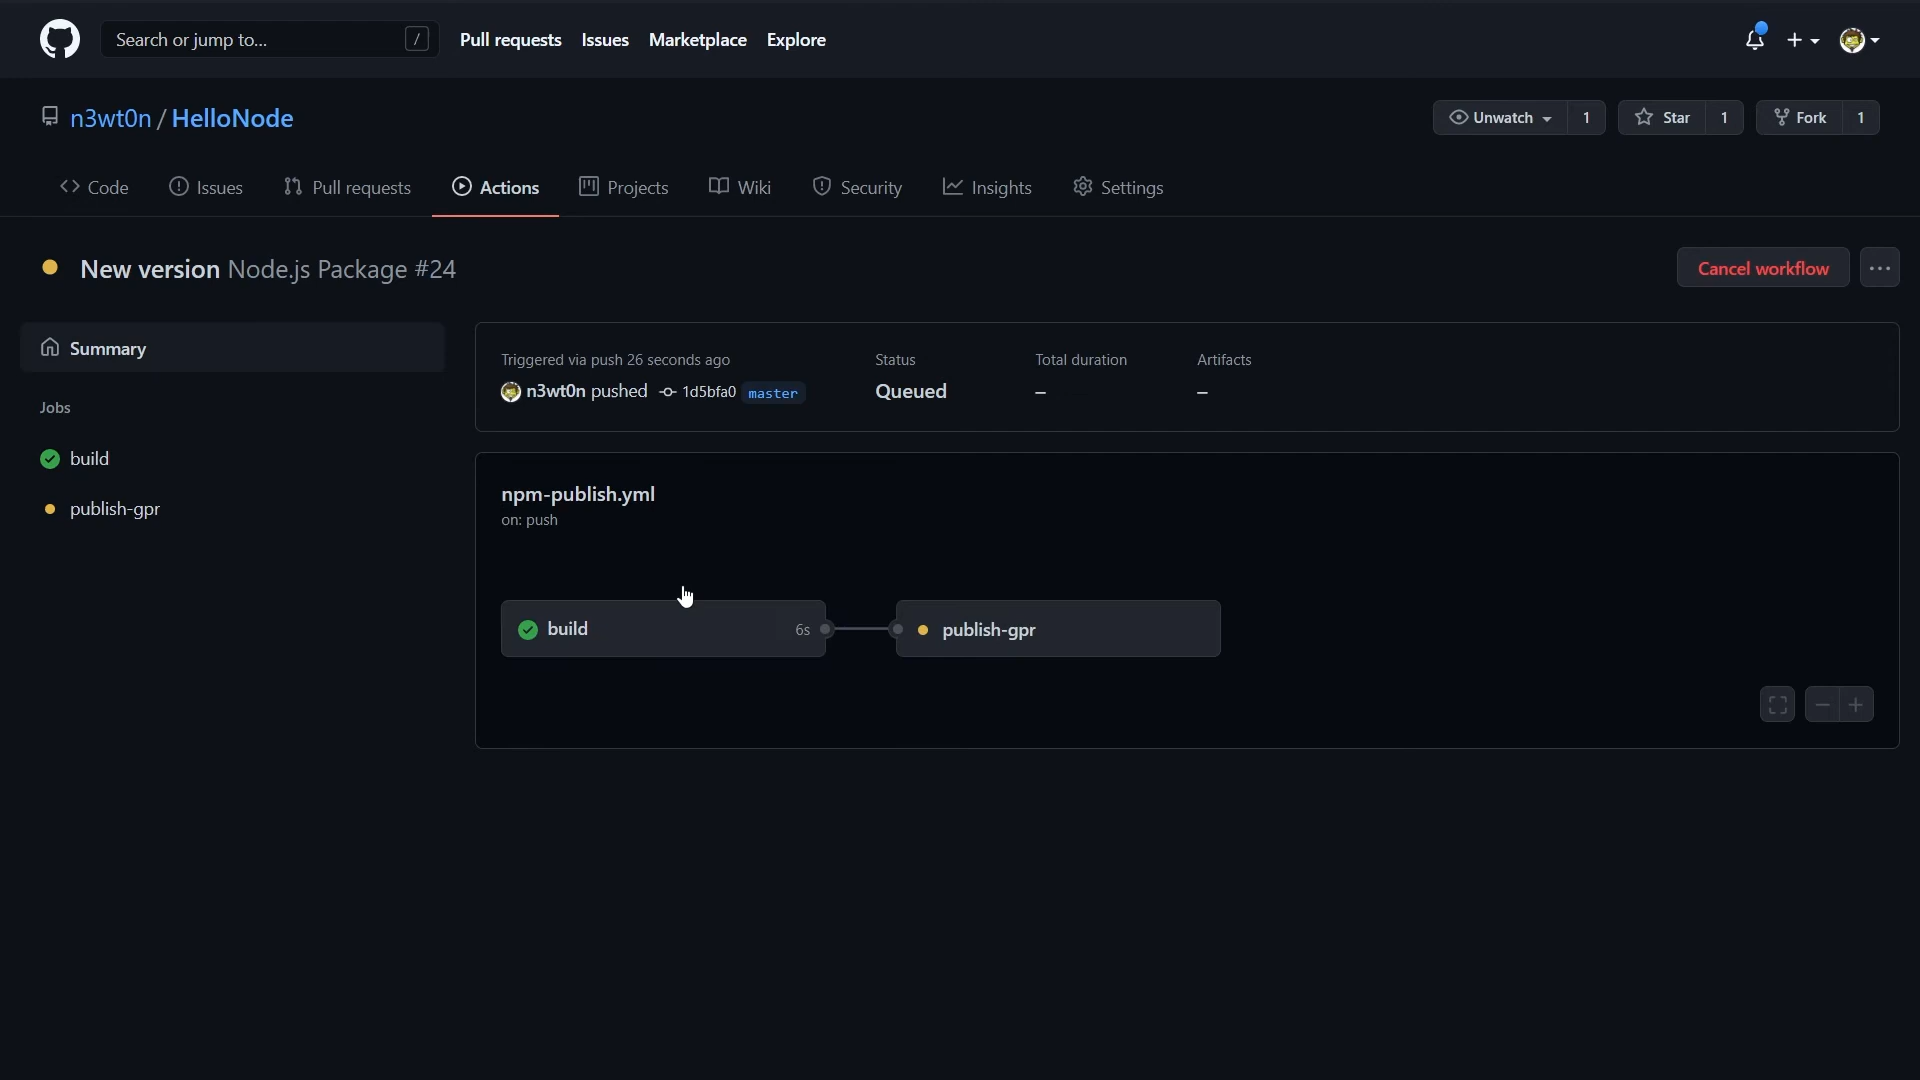 Search or jump to... /
Pull requests Issues Marketplace Explore
n3wt0n / HelloNode
Unwatch 1 Star 1 Fork 1
Code Issues Pull requests Actions Projects Wiki Security Insights Settings
New version Node.js Package #24
Cancel workflow ...
Summary
Jobs
build
publish-gpr
Triggered via push 26 seconds ago
n3wt0n pushed 1d5bfa0 master
Status
Queued
Total duration
–
Artifacts
–
npm-publish.yml
on: push
build 6s
publish-gpr